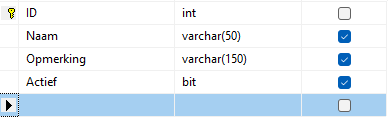 ID int
Naam varchar(50)
Opmerking varchar(150)
Actief bit